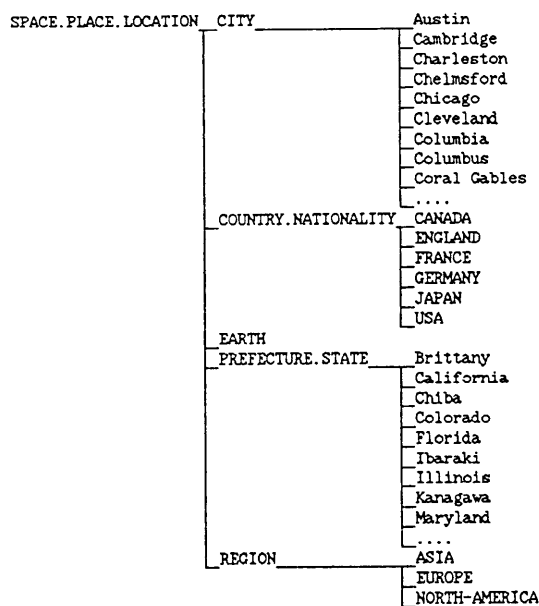 SPACE.PLACE.LOCATION CITY Austin
Cambridge
Charleston
Chelmsford
Chicago
Cleveland
Columbia
Columbus
Coral Gables
....
COUNTRY.NATIONALITY CANADA
ENGLAND
FRANCE
GERMANY
JAPAN
USA
EARTH
PREFECTURE.STATE Brittany
California
Chiba
Colorado
Florida
Ibaraki
Illinois
Kanagawa
Maryland
....
REGION ASIA
EUROPE
NORTH-AMERICA